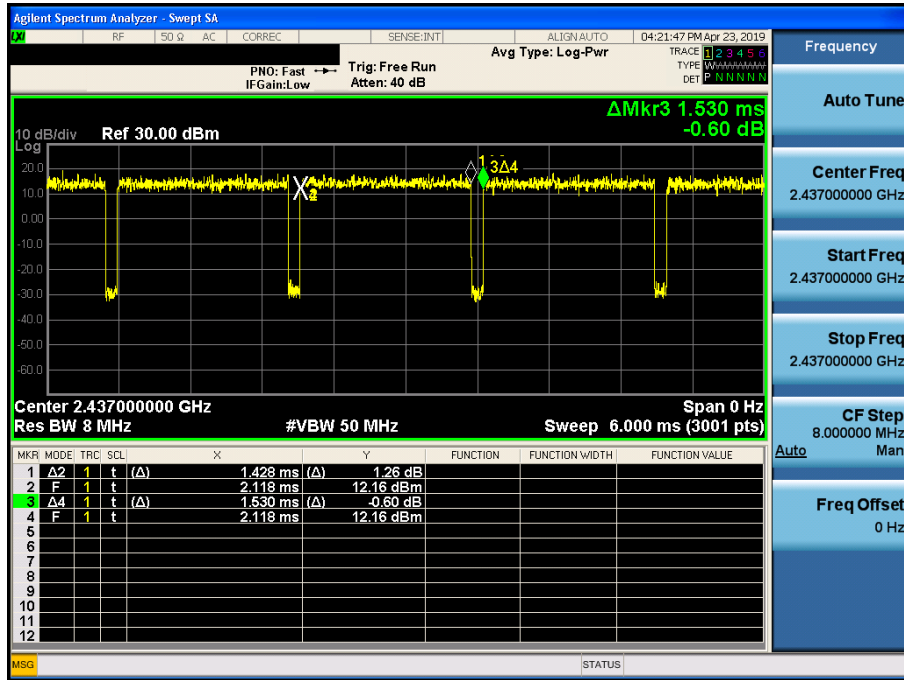 Agilent Spectrum Analyzer - Swept SA
LXI RF 50 Ω AC CORREC SENSE:INT ALIGN AUTO 04:21:47 PM Apr 23, 2019
PNO: Fast Trig: Free Run Avg Type: Log-Pwr TRACE 1 2 3 4 5 6
IFGain:Low Atten: 40 dB TYPE W
DET P N N N N N
ΔMkr3 1.530 ms
-0.60 dB
10 dB/div Ref 30.00 dBm
Log
20.0
10.0
0.00
-10.0
-20.0
-30.0
-40.0
-50.0
-60.0
1
3Δ4
X
Center 2.437000000 GHz Span 0 Hz
Res BW 8 MHz #VBW 50 MHz Sweep 6.000 ms (3001 pts)
MKR MODE TRC SCL X Y FUNCTION FUNCTION WIDTH FUNCTION VALUE
1 Δ2 1 t (Δ) 1.428 ms (Δ) 1.26 dB
2 F 1 t 2.118 ms 12.16 dBm
3 Δ4 1 t (Δ) 1.530 ms (Δ) -0.60 dB
4 F 1 t 2.118 ms 12.16 dBm
5
6
7
8
9
10
11
12
MSG STATUS
Frequency
Auto Tune
Center Freq
2.437000000 GHz
Start Freq
2.437000000 GHz
Stop Freq
2.437000000 GHz
CF Step
8.000000 MHz
Auto Man
Freq Offset
0 Hz